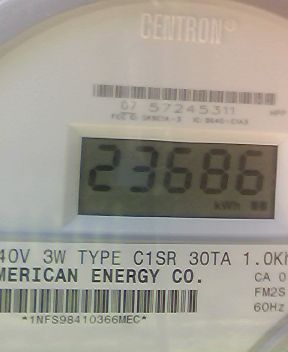 CENTRON®
07 57245311
23686
kWh
40V 3W TYPE C1SR 30TA 1.0K
MERICAN ENERGY CO.
CA 0
FM2S
60Hz
*1NFS98410366MEC*